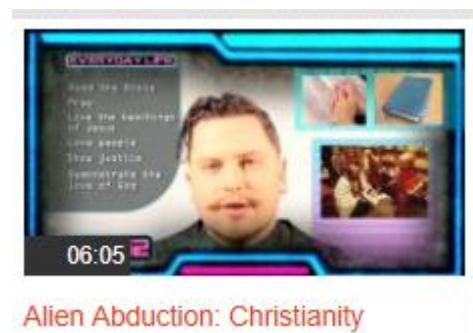 EVERYDAY LIFE
Read the Bible
Pray
Live the teachings
of Jesus
Love people
Show justice
Demonstrate the
love of God
06:05
Alien Abduction: Christianity